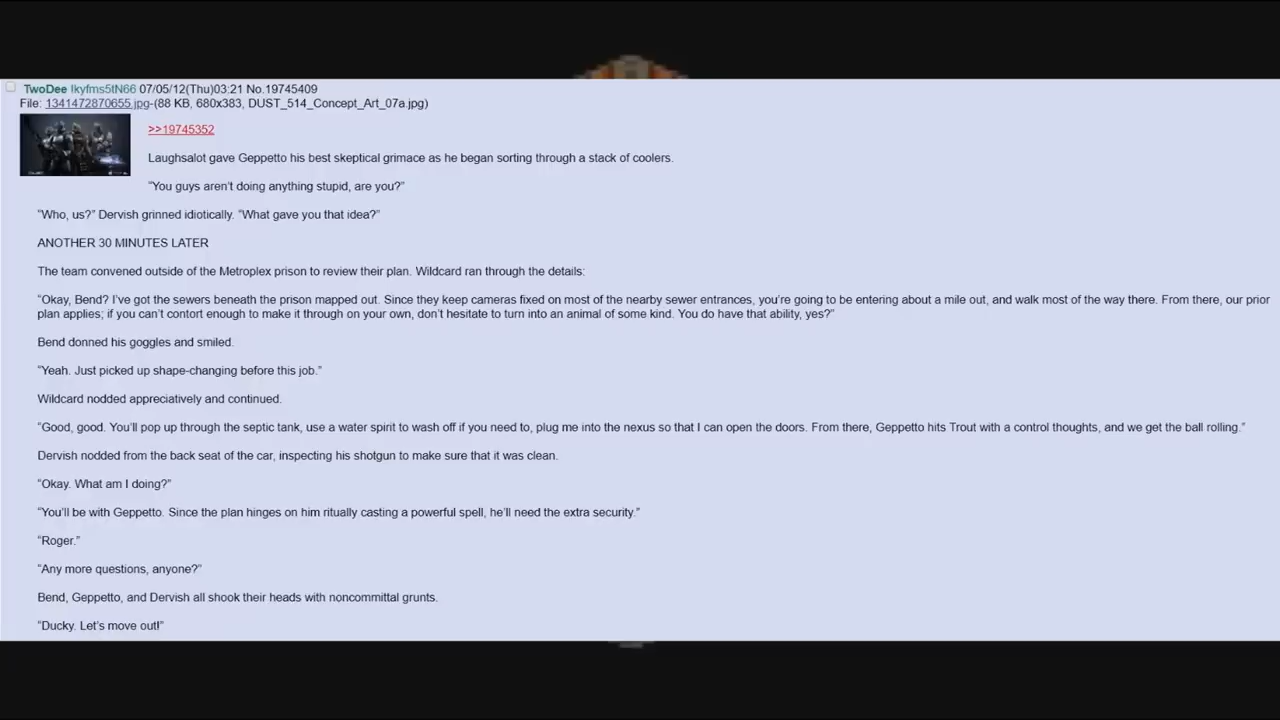 TwoDee Ikyfms5tN66 07/05/12(Thu)03:21 No.19745409
File: 1341472870655.jpg-(88 KB, 680x383, DUST_514_Concept_Art_07a.jpg)
>>19745352
Laughsalot gave Geppetto his best skeptical grimace as he began sorting through a stack of coolers.
“You guys aren’t doing anything stupid, are you?”
“Who, us?” Dervish grinned idiotically. “What gave you that idea?”
ANOTHER 30 MINUTES LATER
The team convened outside of the Metroplex prison to review their plan. Wildcard ran through the details:
“Okay, Bend? I’ve got the sewers beneath the prison mapped out. Since they keep cameras fixed on most of the nearby sewer entrances, you’re going to be entering about a mile out, and walk most of the way there. From there, our prior
plan applies; if you can’t contort enough to make it through on your own, don’t hesitate to turn into an animal of some kind. You do have that ability, yes?”
Bend donned his goggles and smiled.
“Yeah. Just picked up shape-changing before this job.”
Wildcard nodded appreciatively and continued.
“Good, good. You’ll pop up through the septic tank, use a water spirit to wash off if you need to, plug me into the nexus so that I can open the doors. From there, Geppetto hits Trout with a control thoughts, and we get the ball rolling.”
Dervish nodded from the back seat of the car, inspecting his shotgun to make sure that it was clean.
“Okay. What am I doing?”
“You’ll be with Geppetto. Since the plan hinges on him ritually casting a powerful spell, he’ll need the extra security.”
“Roger.”
“Any more questions, anyone?”
Bend, Geppetto, and Dervish all shook their heads with noncommittal grunts.
“Ducky. Let’s move out!”